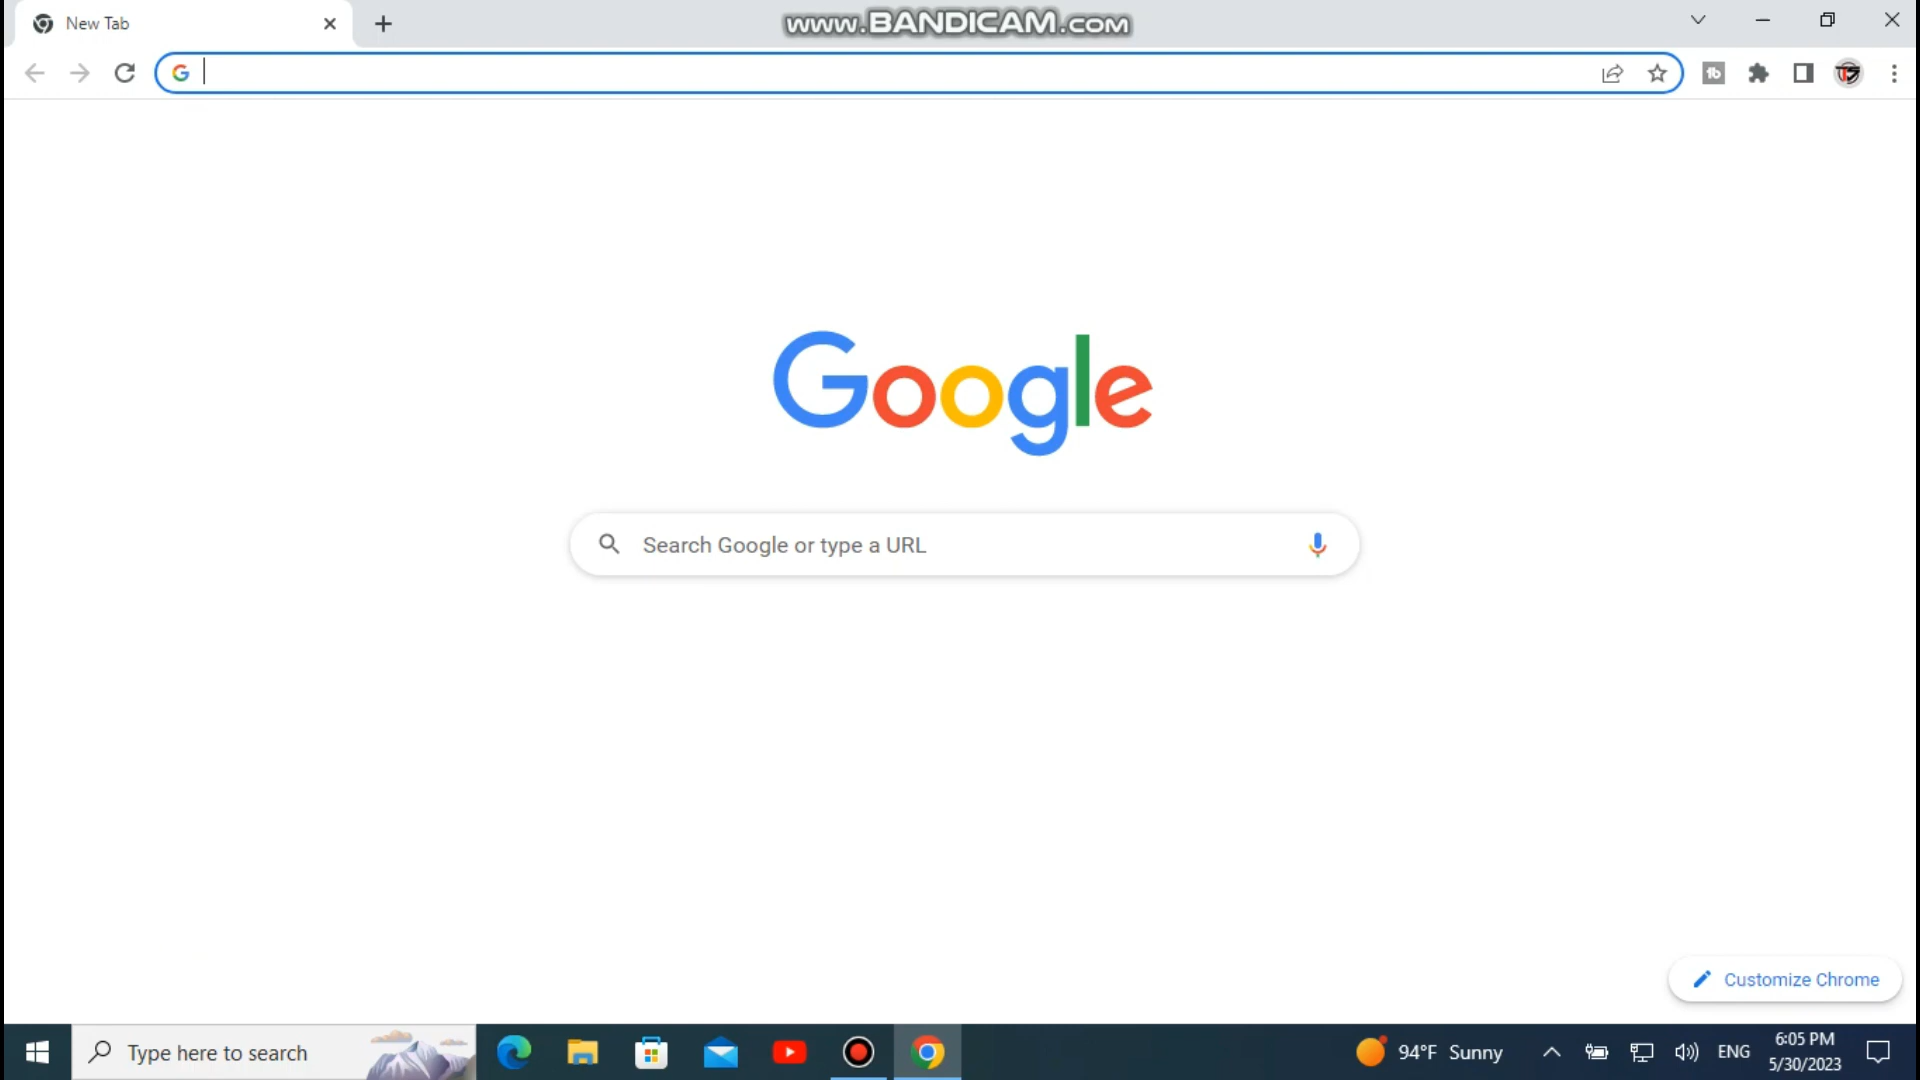 New Tab
www.BANDICAM.com
Google
Search Google or type a URL
Customize Chrome
Type here to search
94°F Sunny
ENG
6:05 PM
5/30/2023